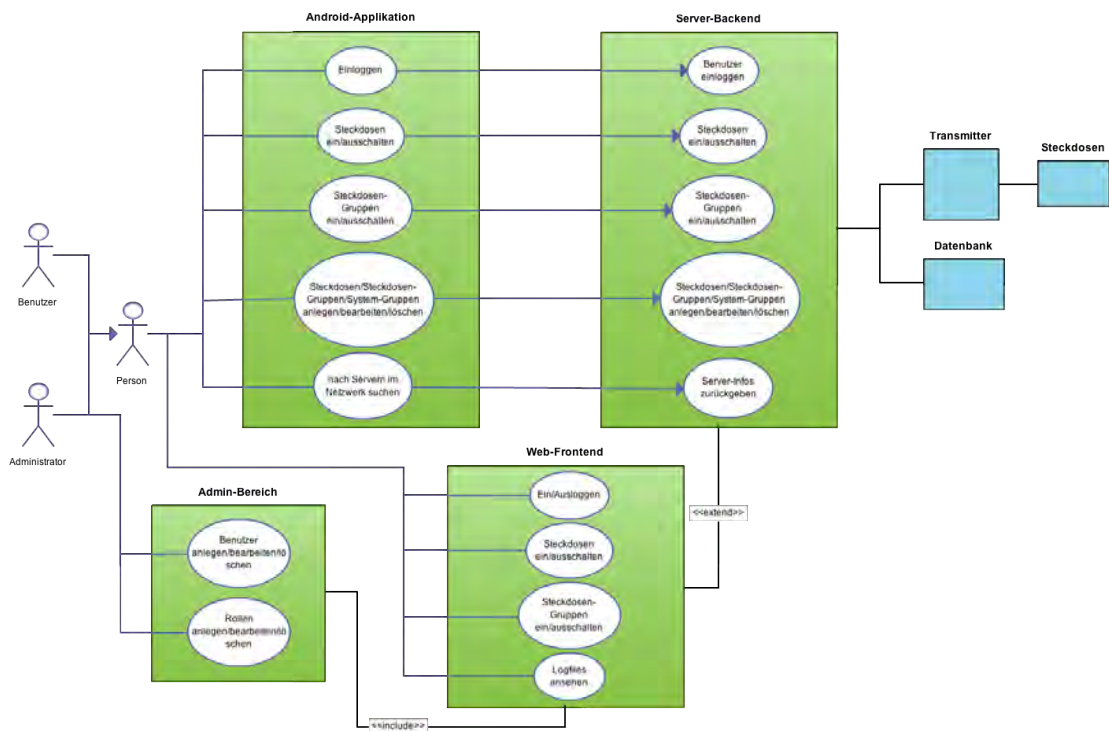 Android-Applikation
Einloggen
Steckdosen
ein/ausschalten
Steckdosen-
Gruppen
ein/ausschalten
Steckdosen/Steckdosen-
Gruppen/System-Gruppen
anlegen/bearbeiten/löschen
nach Servern im
Netzwerk suchen
Server-Backend
Benutzer
einloggen
Steckdosen
ein/ausschalten
Steckdosen-
Gruppen
ein/ausschalten
Steckdosen/Steckdosen-
Gruppen/System-Gruppen
anlegen/bearbeiten/löschen
Server-Infos
zurückgeben
Transmitter
Steckdosen
Datenbank
Benutzer
Person
Administrator
Admin-Bereich
Benutzer
anlegen/bearbeiten/lö
schen
Rollen
anlegen/bearbeiten/lö
schen
Web-Frontend
Ein/Ausloggen
Steckdosen
ein/ausschalten
Steckdosen-
Gruppen
ein/ausschalten
Logfiles
ansehen
<<extend>>
<<include>>